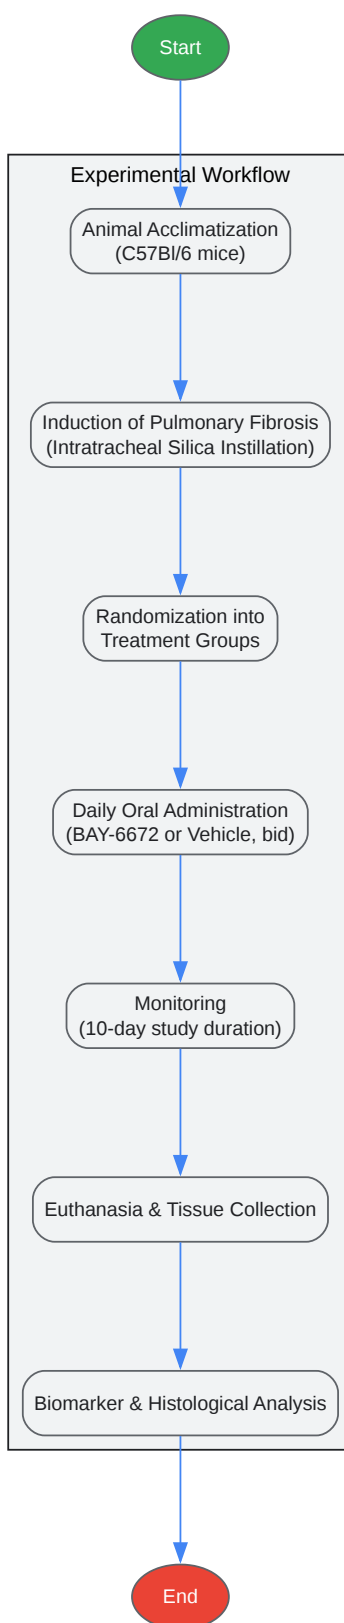 Start
Experimental Workflow
Animal Acclimatization
(C57Bl/6 mice)
Induction of Pulmonary Fibrosis
(Intratracheal Silica Instillation)
Randomization into
Treatment Groups
Daily Oral Administration
(BAY-6672 or Vehicle, bid)
Monitoring
(10-day study duration)
Euthanasia & Tissue Collection
Biomarker & Histological Analysis
End